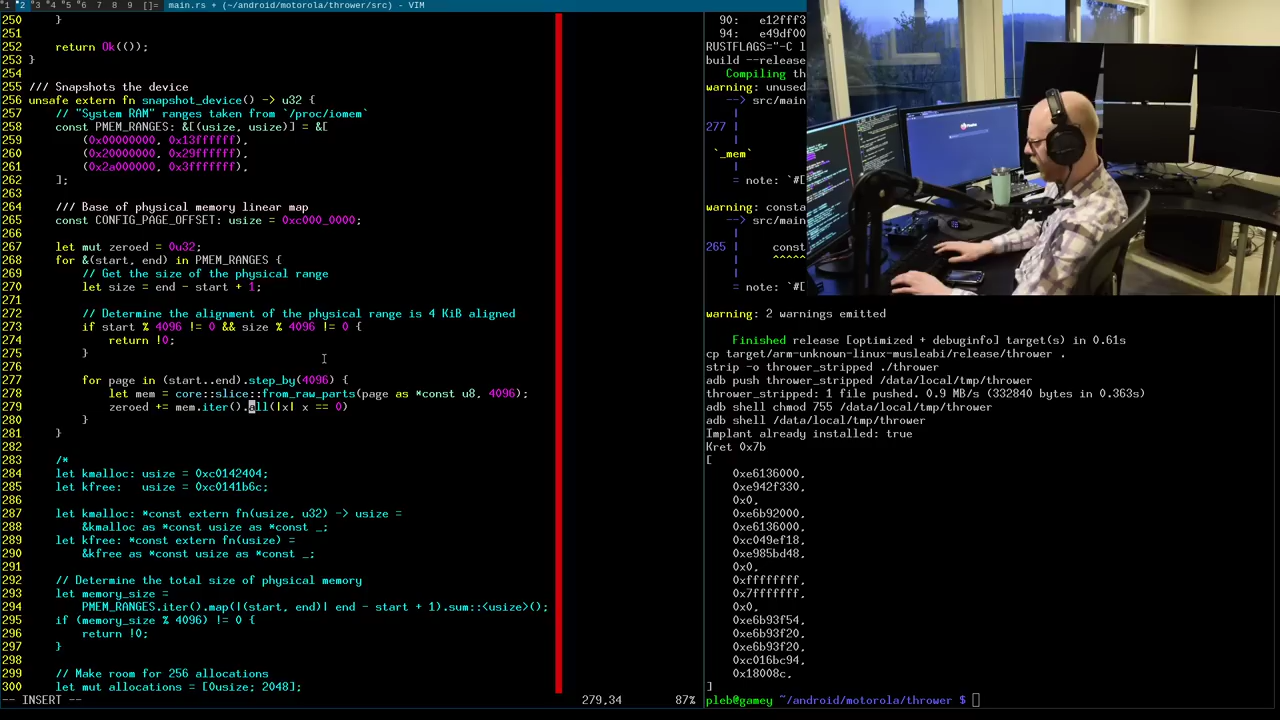 1 2 3 4 5 6 7 8 9 []= main.rs + (~/android/motorola/thrower/src) - VIM
250     }
251
252     return Ok(());
253 }
254
255 /// Snapshots the device
256 unsafe extern fn snapshot_device() -> u32 {
257     // "System RAM" ranges taken from `/proc/iomem`
258     const PMEM_RANGES: &[(usize, usize)] = &[
259         (0x00000000, 0x13ffffff),
260         (0x20000000, 0x29ffffff),
261         (0x2a000000, 0x3fffffff),
262     ];
263
264     /// Base of physical memory linear map
265     const CONFIG_PAGE_OFFSET: usize = 0xc000_0000;
266
267     let mut zeroed = 0u32;
268     for &(start, end) in PMEM_RANGES {
269         // Get the size of the physical range
270         let size = end - start + 1;
271
272         // Determine the alignment of the physical range is 4 KiB aligned
273         if start % 4096 != 0 && size % 4096 != 0 {
274             return !0;
275         }
276
277         for page in (start..end).step_by(4096) {
278             let mem = core::slice::from_raw_parts(page as *const u8, 4096);
279             zeroed += mem.iter().all(|x| x == 0)
280         }
281     }
282
283     /*
284     let kmalloc: usize = 0xc0142404;
285     let kfree:   usize = 0xc0141b6c;
286
287     let kmalloc: *const extern fn(usize, u32) -> usize =
288         &kmalloc as *const usize as *const _;
289     let kfree: *const extern fn(usize) =
290         &kfree as *const usize as *const _;
291
292     // Determine the total size of physical memory
293     let memory_size =
294         PMEM_RANGES.iter().map(|(start, end)| end - start + 1).sum::<usize>();
295     if (memory_size % 4096) != 0 {
296         return !0;
297     }
298
299     // Make room for 256 allocations
300     let mut allocations = [0usize; 2048];
-- INSERT --    279,34    87%
90:   e12fff3
94:   e49df00
RUSTFLAGS="-C l
build --release
Compiling th
warning: unused
--> src/main
|
277 |
`_mem`
|
= note: `#[
warning: consta
--> src/main
|
265 |     const
|     ^^^^^
|
= note: `#[
warning: 2 warnings emitted
Finished release [optimized + debuginfo] target(s) in 0.61s
cp target/arm-unknown-linux-musleabi/release/thrower .
strip -o thrower_stripped ./thrower
adb push thrower_stripped /data/local/tmp/thrower
thrower_stripped: 1 file pushed. 0.9 MB/s (332840 bytes in 0.363s)
adb shell chmod 755 /data/local/tmp/thrower
adb shell /data/local/tmp/thrower
Implant already installed: true
Kret 0x7b
[
0xe6136000,
0xe942f330,
0x0,
0xe6b92000,
0xe6136000,
0xc049ef18,
0xe985bd48,
0x0,
0xffffffff,
0x7fffffff,
0x0,
0xe6b93f54,
0xe6b93f20,
0xe6b93f20,
0xc016bc94,
0x18008c,
]
pleb@gamey ~/android/motorola/thrower $